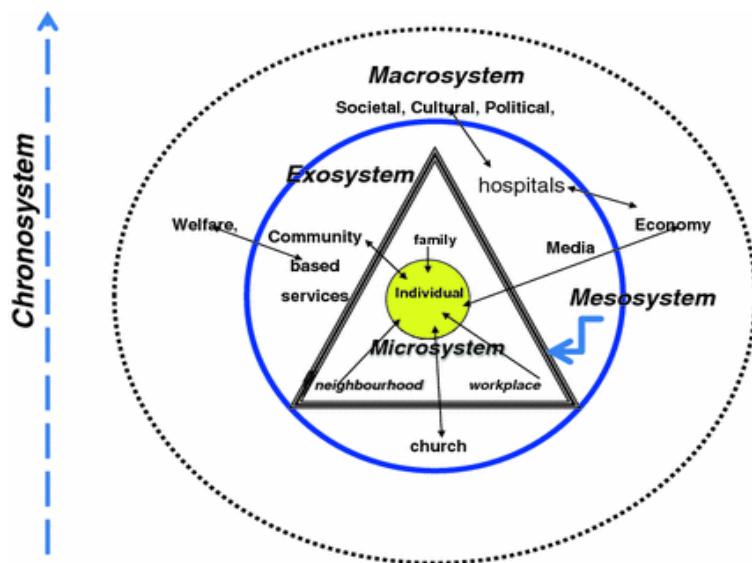 Macrosystem
Societal, Cultural, Political,
Exosystem
hospitals
Welfare,
Economy
Community
family
Media
based
services
Individual
Mesosystem
Microsystem
neighbourhood
workplace
church
Chronosystem